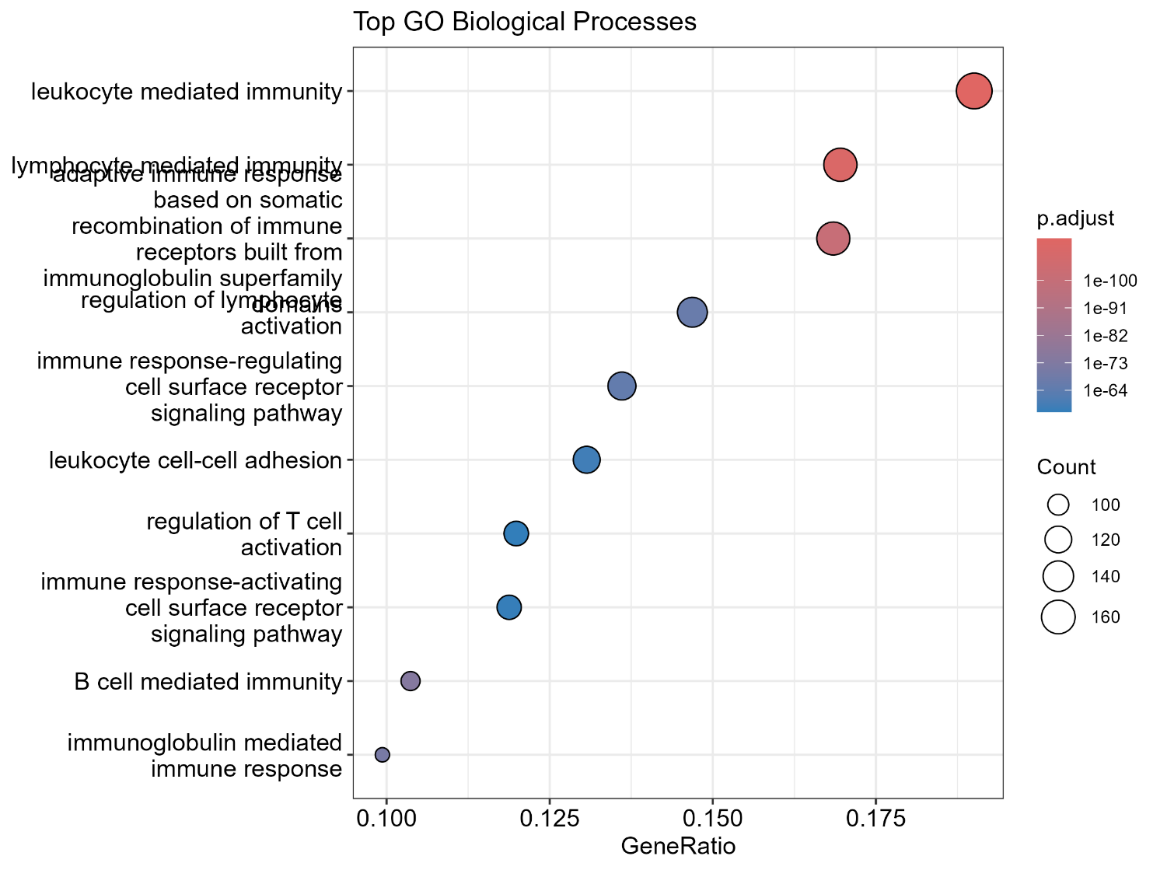 Top GO Biological Processes
leukocyte mediated immunity
lymphocyte mediated immunity
adaptive immune response
based on somatic
recombination of immune
receptors built from
immunoglobulin superfamily
domains
regulation of lymphocyte
activation
immune response-regulating
cell surface receptor
signaling pathway
leukocyte cell-cell adhesion
regulation of T cell
activation
immune response-activating
cell surface receptor
signaling pathway
B cell mediated immunity
immunoglobulin mediated
immune response
0.100 0.125 0.150 0.175
GeneRatio
p.adjust
1e-100
1e-91
1e-82
1e-73
1e-64
Count
100
120
140
160